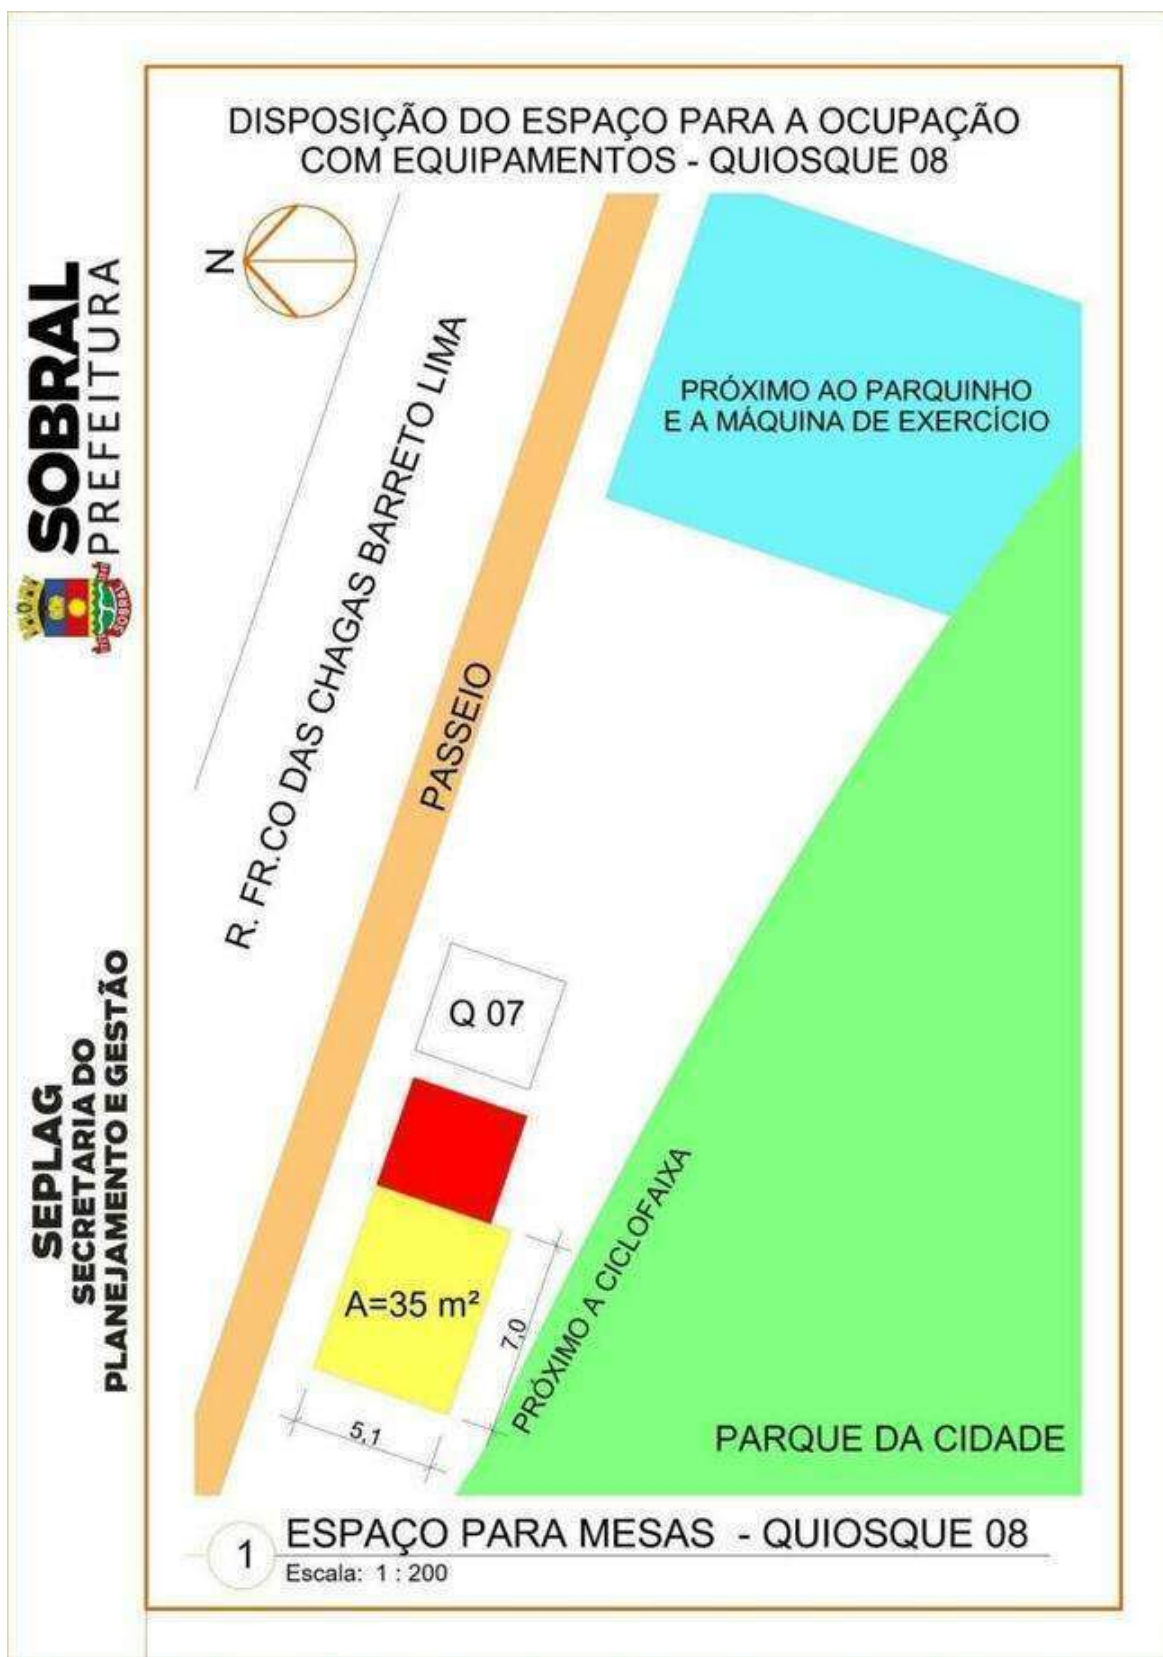 DISPOSIÇÃO DO ESPAÇO PARA A OCUPAÇÃO
COM EQUIPAMENTOS - QUIOSQUE 08
N
SOBRAL
PREFEITURA
SOBRAL
R. FR.CO DAS CHAGAS BARRETO LIMA
PASSEIO
PRÓXIMO AO PARQUINHO
E A MÁQUINA DE EXERCÍCIO
Q 07
A=35 m²
7,0
5,1
PRÓXIMO A CICLOFAIXA
PARQUE DA CIDADE
SEPLAG
SECRETARIA DO
PLANEJAMENTO E GESTÃO
1
ESPAÇO PARA MESAS - QUIOSQUE 08
Escala: 1 : 200